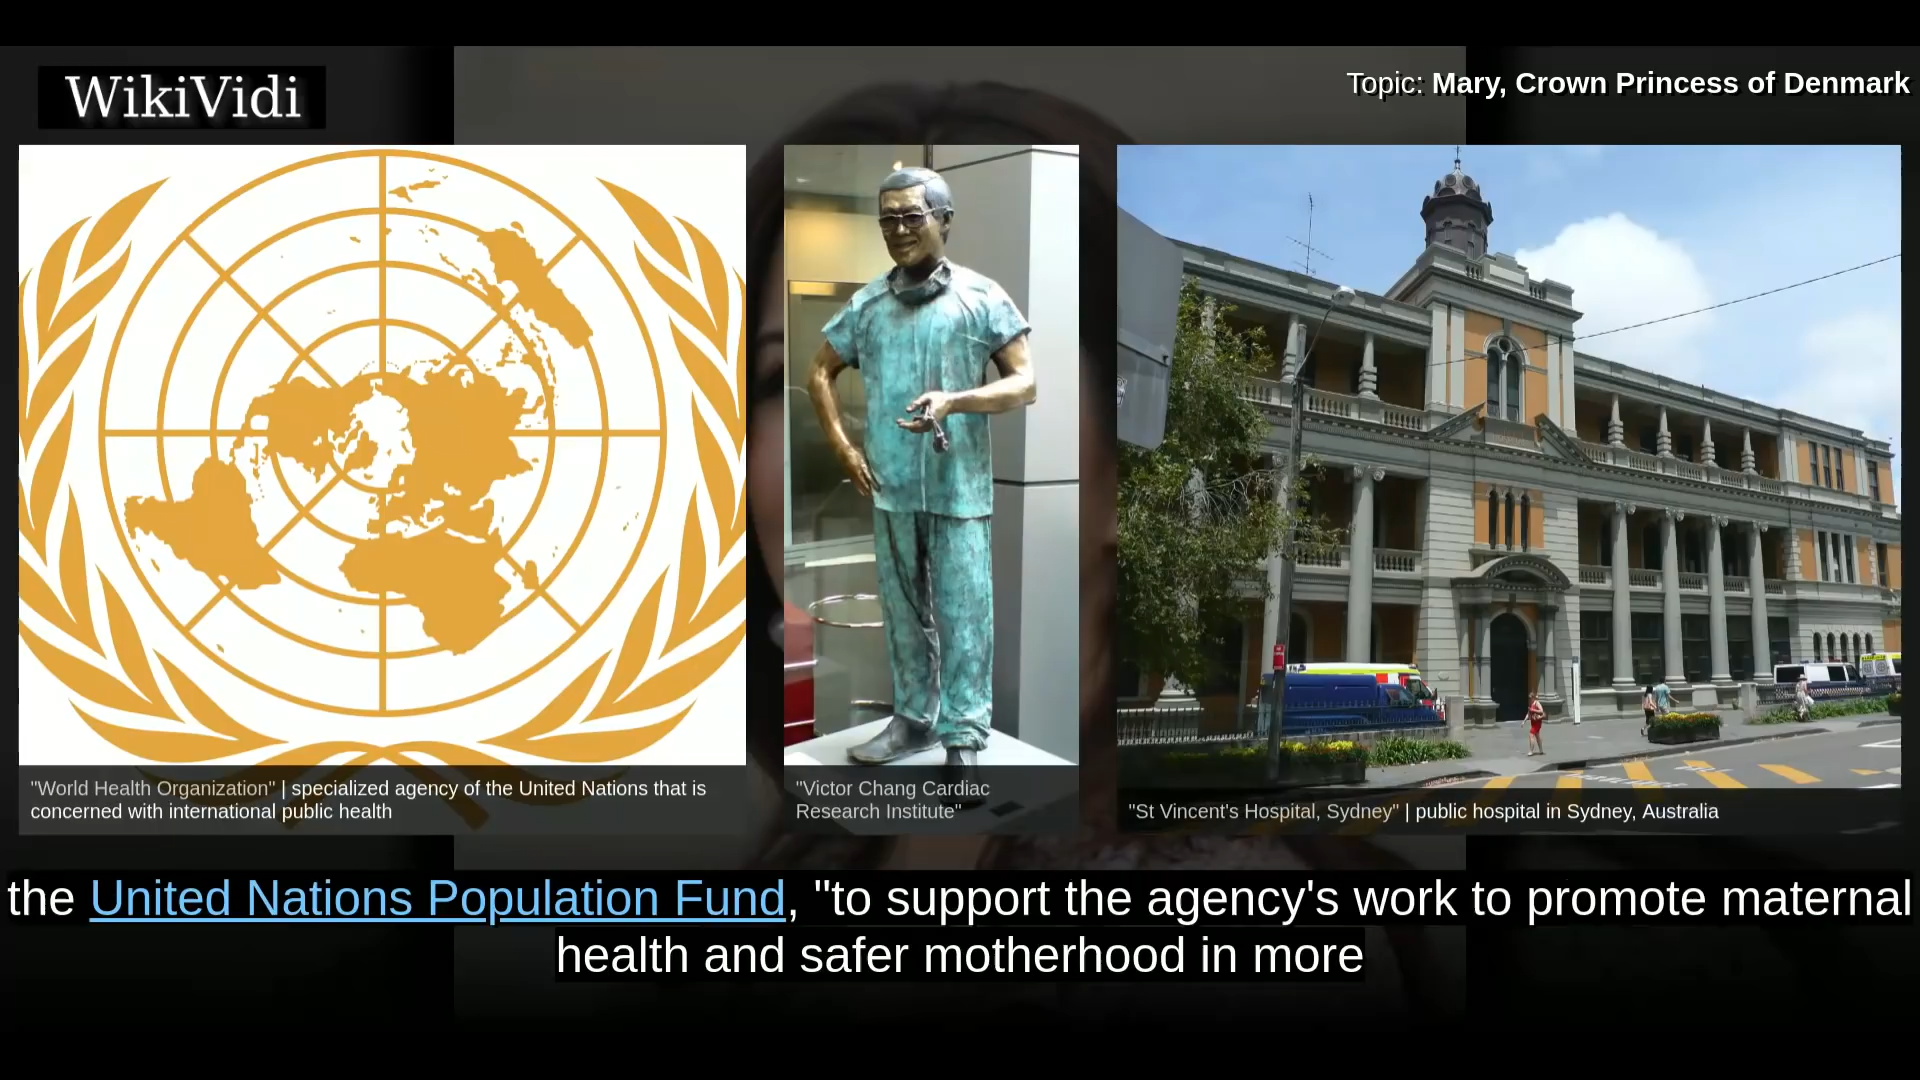 WikiVidi
Topic: Mary, Crown Princess of Denmark
"World Health Organization" | specialized agency of the United Nations that is
concerned with international public health
"Victor Chang Cardiac
Research Institute"
"St Vincent's Hospital, Sydney" | public hospital in Sydney, Australia
the United Nations Population Fund, "to support the agency's work to promote maternal
health and safer motherhood in more